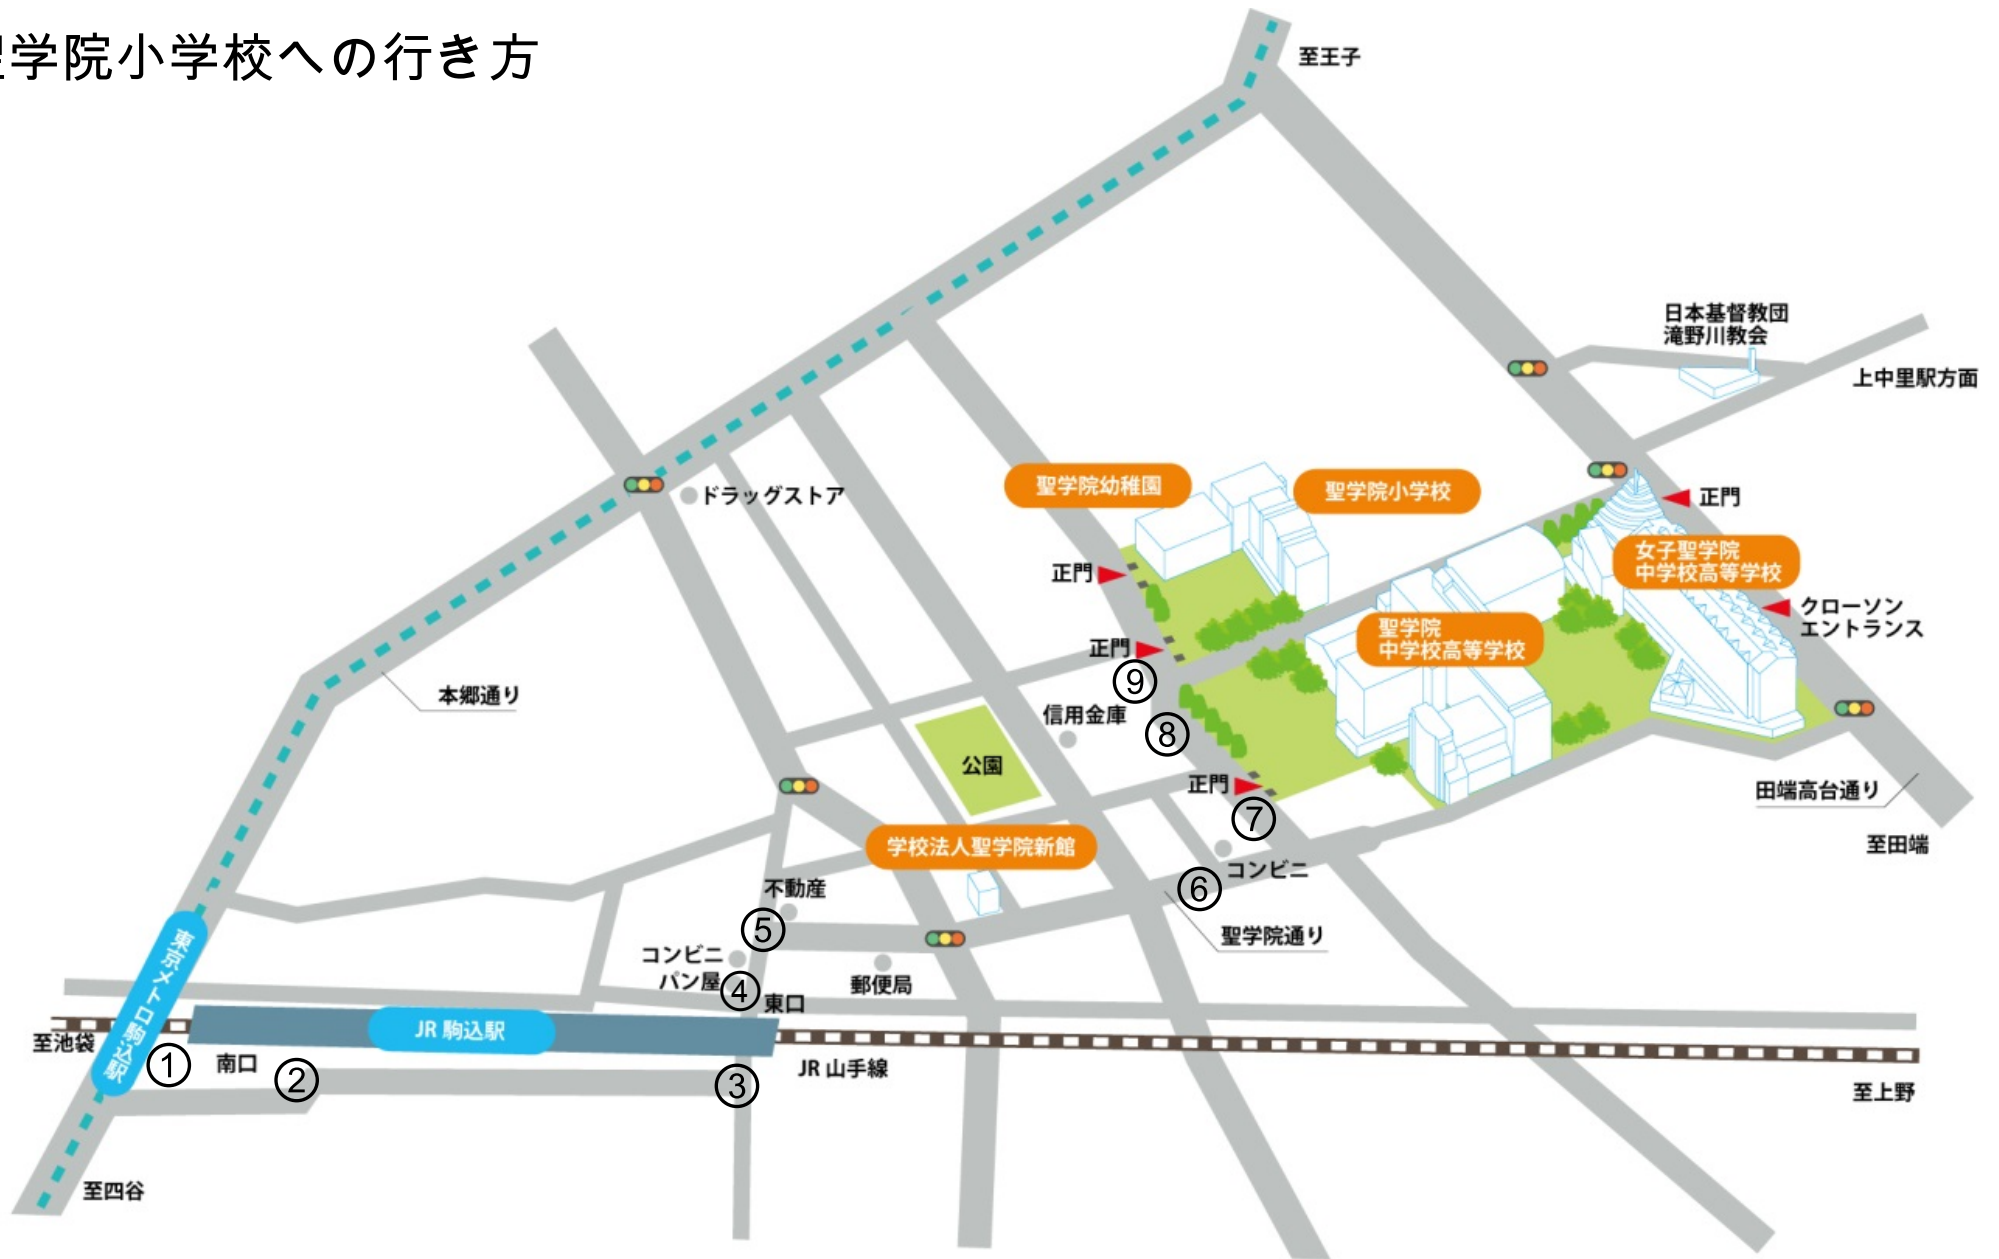 学院小学校への行き方
至王子
日本基督教団
滝野川教会
上中里駅方面
聖学院幼稚園
聖学院小学校
ドラッグストア
正門
女子聖学院
中学校高等学校
正門
クローソン
エントランス
聖学院
中学校高等学校
正門
⑨
本郷通り
信用金庫
⑧
公園
正門
⑦
田端高台通り
至田端
学校法人聖学院新館
コンビニ
⑥
不動産
⑤
聖学院通り
東京メトロ駒込駅
コンビニ
パン屋
④
東口
郵便局
JR 駒込駅
至池袋
①
南口
②
③
JR 山手線
至上野
至四谷